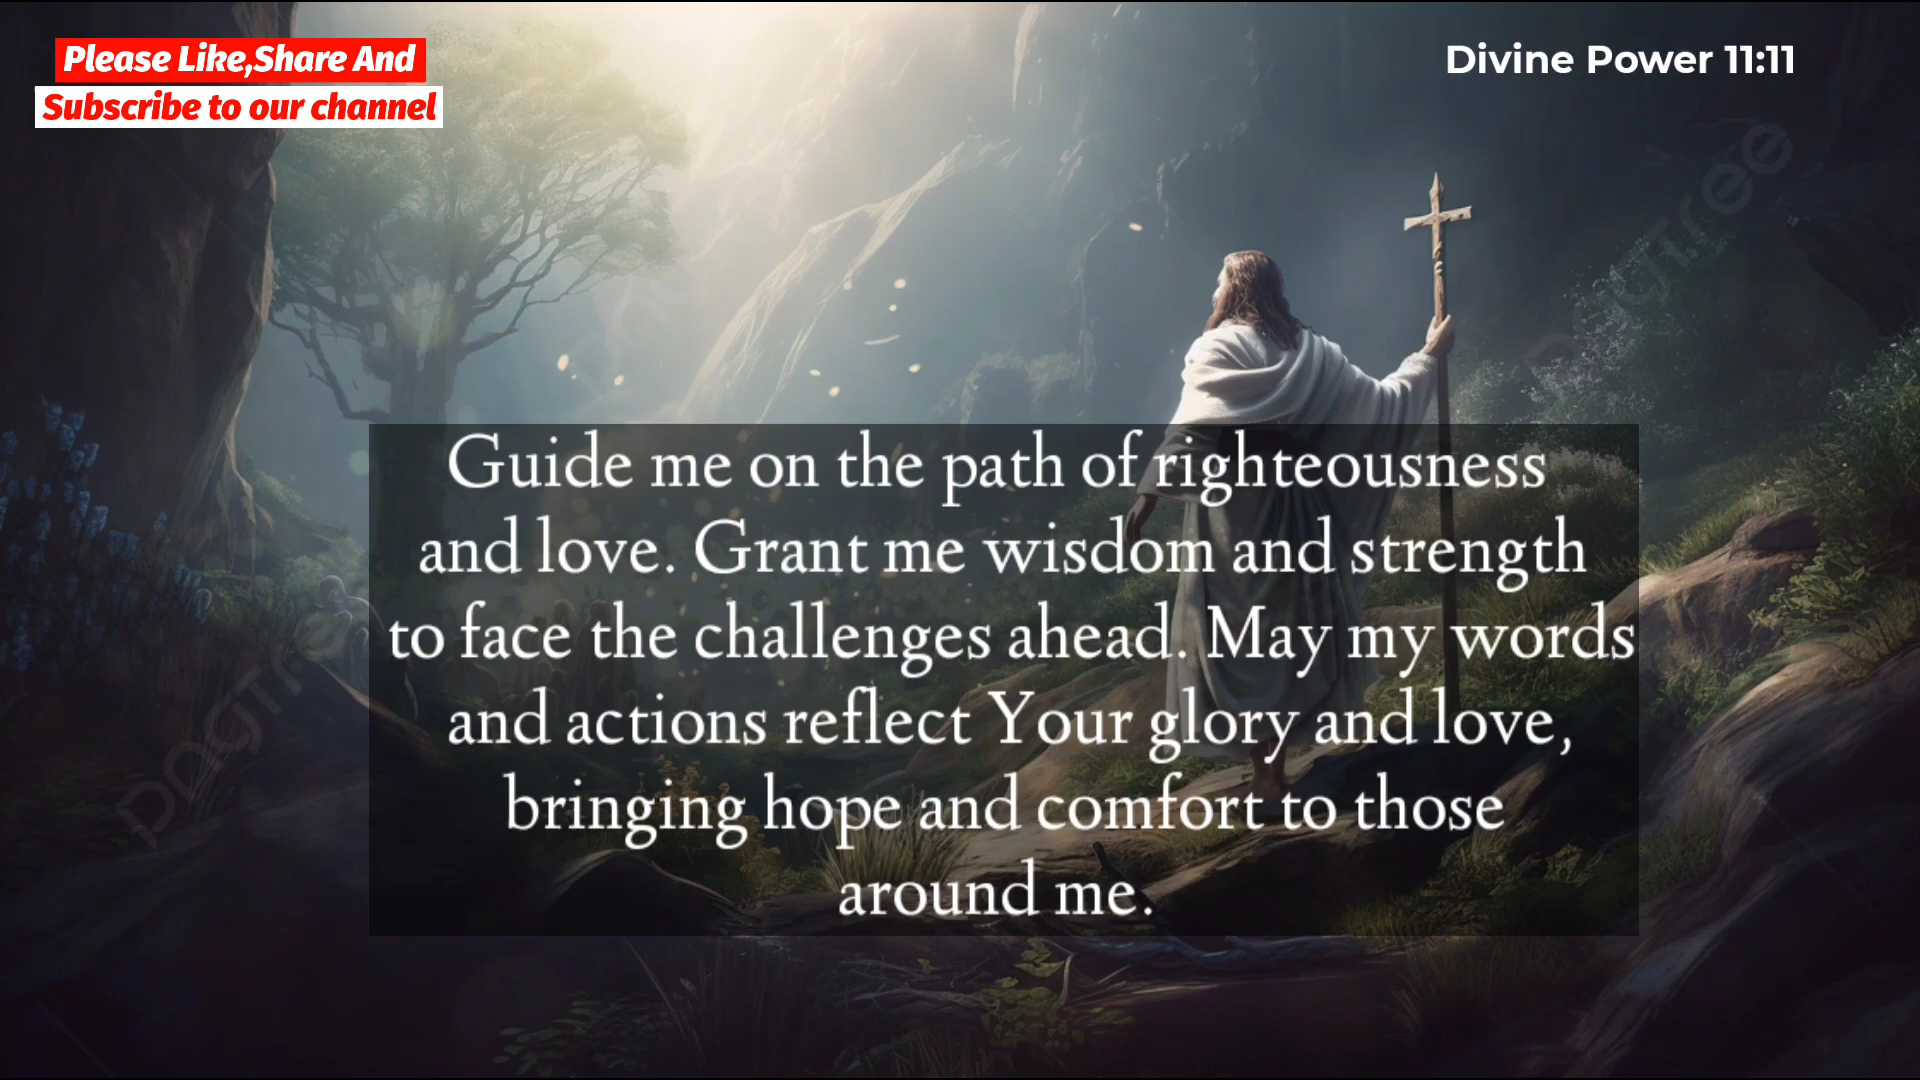 Please Like,Share And
Subscribe to our channel
Divine Power 11:11
Guide me on the path of righteousness
and love. Grant me wisdom and strength
to face the challenges ahead. May my words
and actions reflect Your glory and love,
bringing hope and comfort to those
around me.
pngtree
pngtree